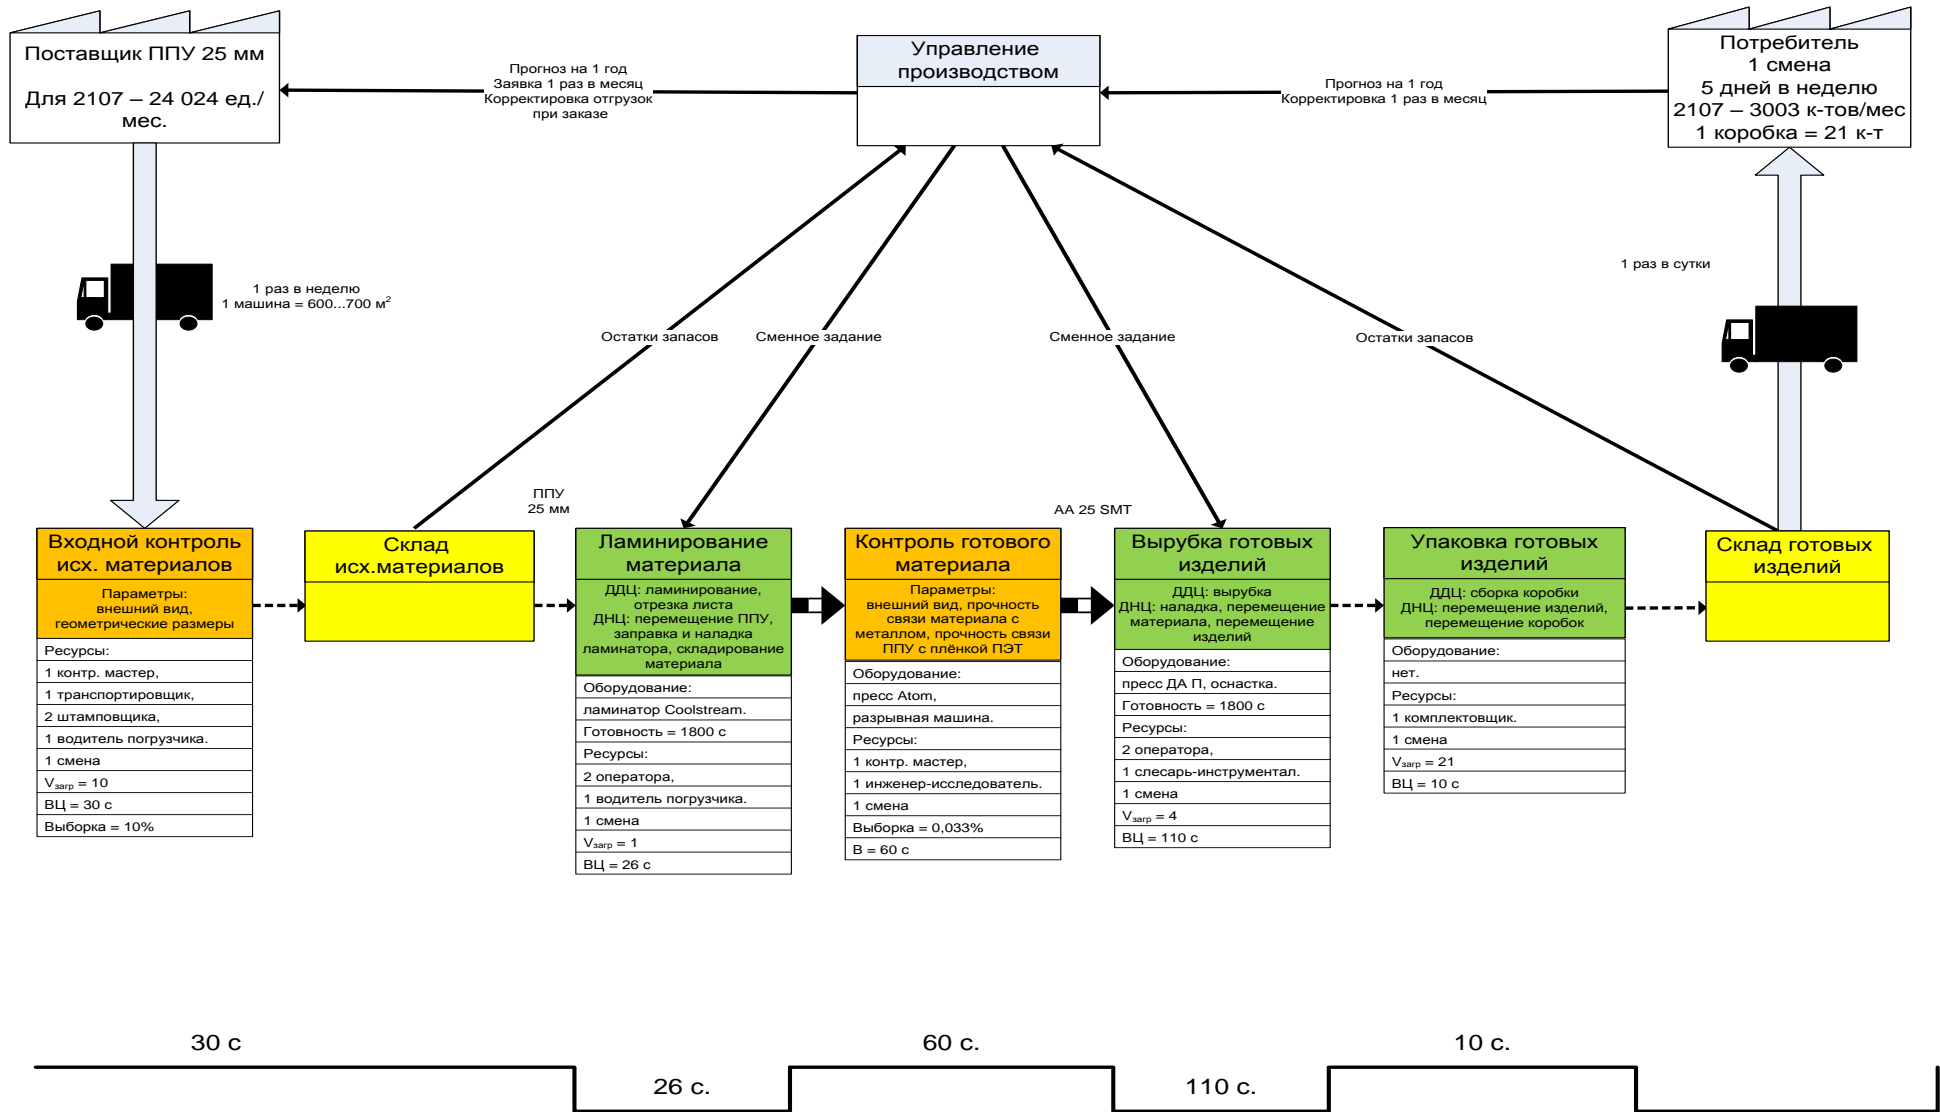 Поставщик ППУ 25 мм
Для 2107 – 24 024 ед./
мес.
Прогноз на 1 год
Заявка 1 раз в месяц
Корректировка отгрузок
при заказе
Управление
производством
Прогноз на 1 год
Корректировка 1 раз в месяц
Потребитель
1 смена
5 дней в неделю
2107 – 3003 к-тов/мес
1 коробка = 21 к-т
1 раз в неделю
1 машина = 600...700 м²
1 раз в сутки
Остатки запасов
Сменное задание
Сменное задание
Остатки запасов
ППУ
25 мм
АА 25 SMT
Входной контроль
исх. материалов
Параметры:
внешний вид,
геометрические размеры
Ресурсы:
1 контр. мастер,
1 транспортировщик,
2 штамповщика,
1 водитель погрузчика.
1 смена
Vзагр = 10
ВЦ = 30 с
Выборка = 10%
Склад
исх.материалов
Ламинирование
материала
ДДЦ: ламинирование,
отрезка листа
ДНЦ: перемещение ППУ,
заправка и наладка
ламинатора, складирование
материала
Оборудование:
ламинатор Coolstream.
Готовность = 1800 с
Ресурсы:
2 оператора,
1 водитель погрузчика.
1 смена
Vзагр = 1
ВЦ = 26 с
Контроль готового
материала
Параметры:
внешний вид, прочность
связи материала с
металлом, прочность связи
ППУ с плёнкой ПЭТ
Оборудование:
пресс Atom,
разрывная машина.
Ресурсы:
1 контр. мастер,
1 инженер-исследователь.
1 смена
Выборка = 0,033%
В = 60 с
Вырубка готовых
изделий
ДДЦ: вырубка
ДНЦ: наладка, перемещение
материала, перемещение
изделий
Оборудование:
пресс ДА П, оснастка.
Готовность = 1800 с
Ресурсы:
2 оператора,
1 слесарь-инструментал.
1 смена
Vзагр = 4
ВЦ = 110 с
Упаковка готовых
изделий
ДДЦ: сборка коробки
ДНЦ: перемещение изделий,
перемещение коробок
Оборудование:
нет.
Ресурсы:
1 комплектовщик.
1 смена
Vзагр = 21
ВЦ = 10 с
Склад готовых
изделий
30 с
26 с.
60 с.
110 с.
10 с.